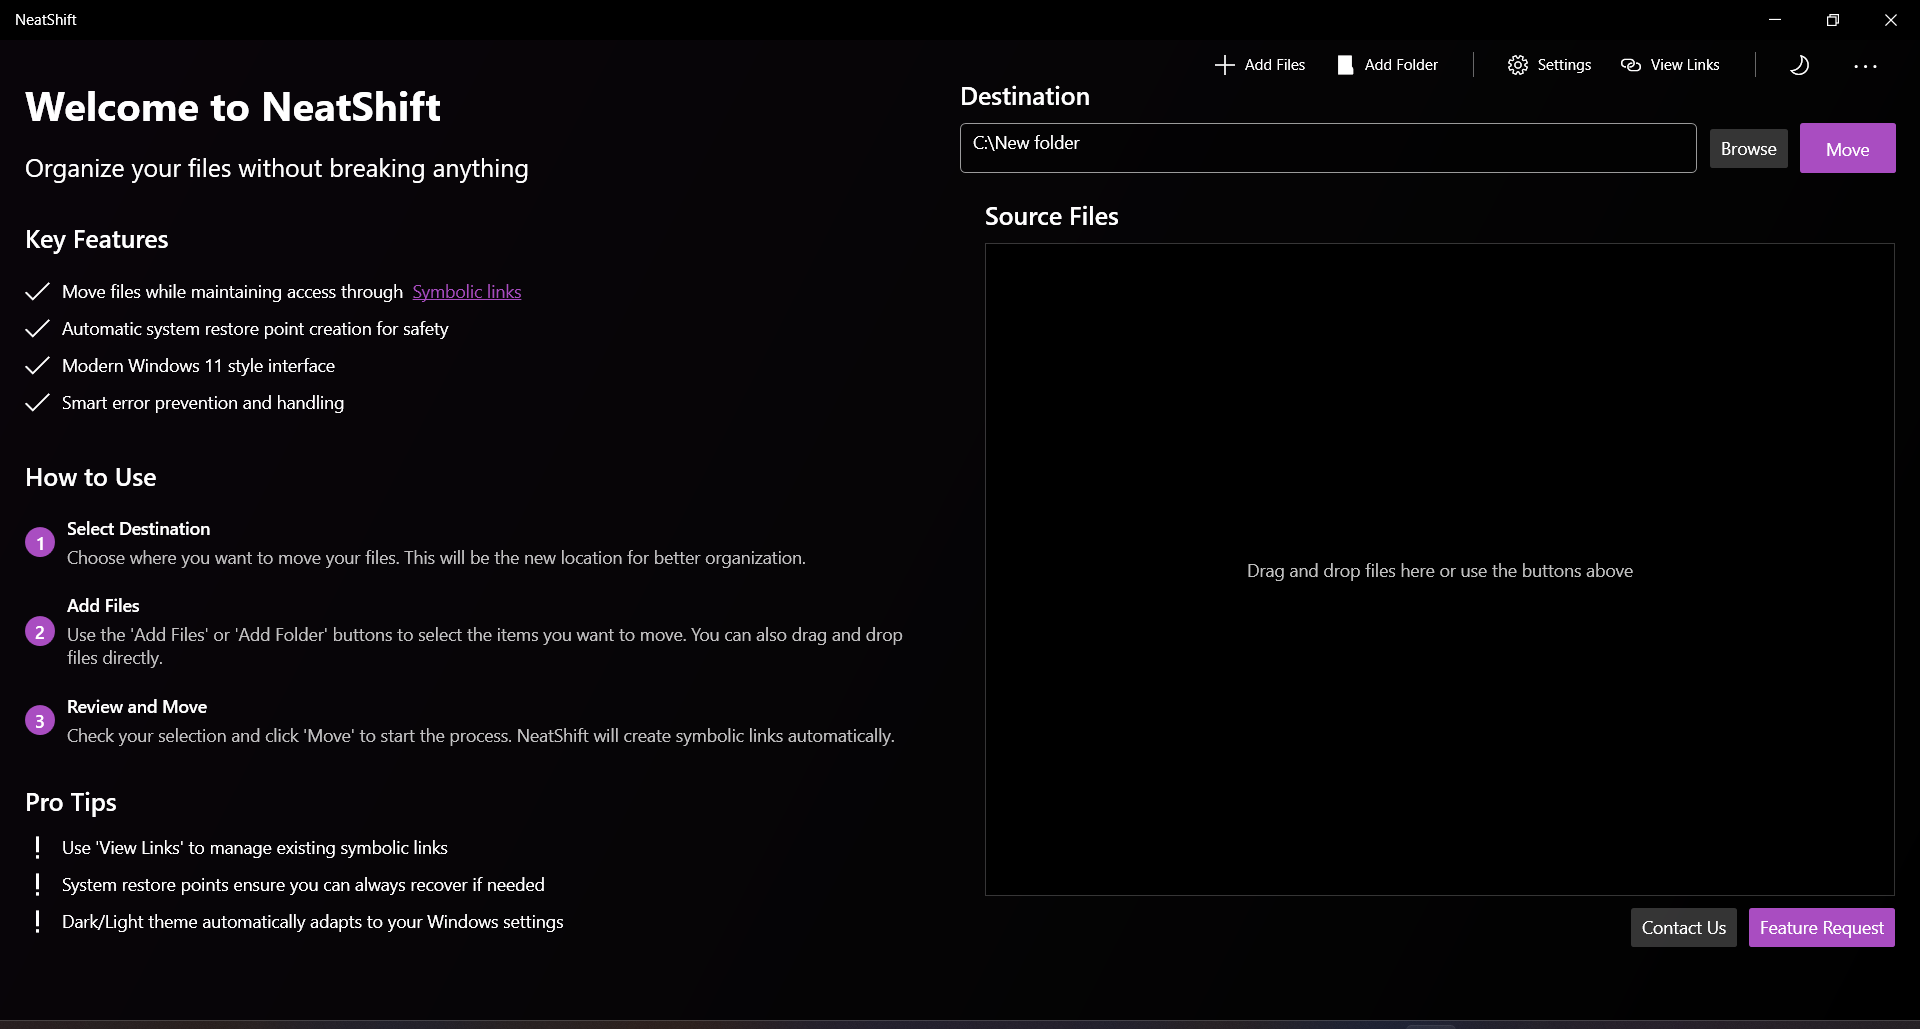 NeatShift
Add Files
Add Folder
Settings
View Links
Welcome to NeatShift
Organize your files without breaking anything
Key Features
Move files while maintaining access through Symbolic links
Automatic system restore point creation for safety
Modern Windows 11 style interface
Smart error prevention and handling
How to Use
1
Select Destination
Choose where you want to move your files. This will be the new location for better organization.
2
Add Files
Use the 'Add Files' or 'Add Folder' buttons to select the items you want to move. You can also drag and drop
files directly.
3
Review and Move
Check your selection and click 'Move' to start the process. NeatShift will create symbolic links automatically.
Pro Tips
! Use 'View Links' to manage existing symbolic links
! System restore points ensure you can always recover if needed
! Dark/Light theme automatically adapts to your Windows settings
Destination
C:\New folder
Browse
Move
Source Files
Drag and drop files here or use the buttons above
Contact Us
Feature Request